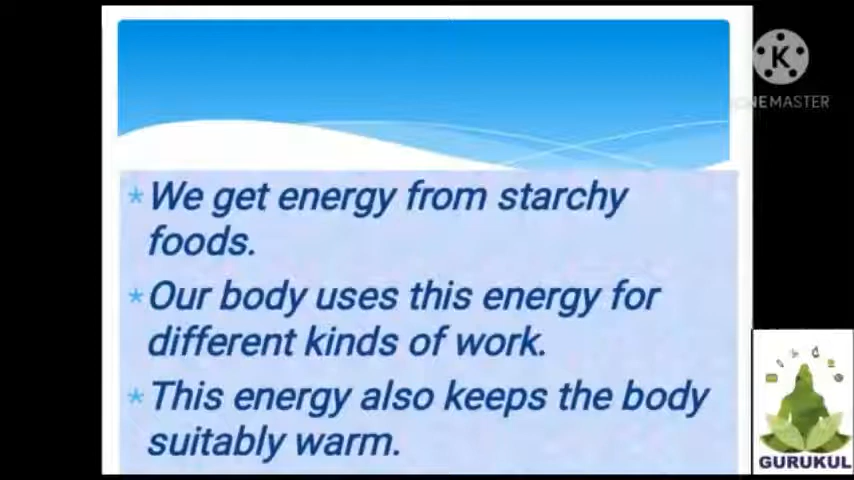 K
NEMASTER
* We get energy from starchy
foods.
* Our body uses this energy for
different kinds of work.
* This energy also keeps the body
suitably warm.
GURUKUL